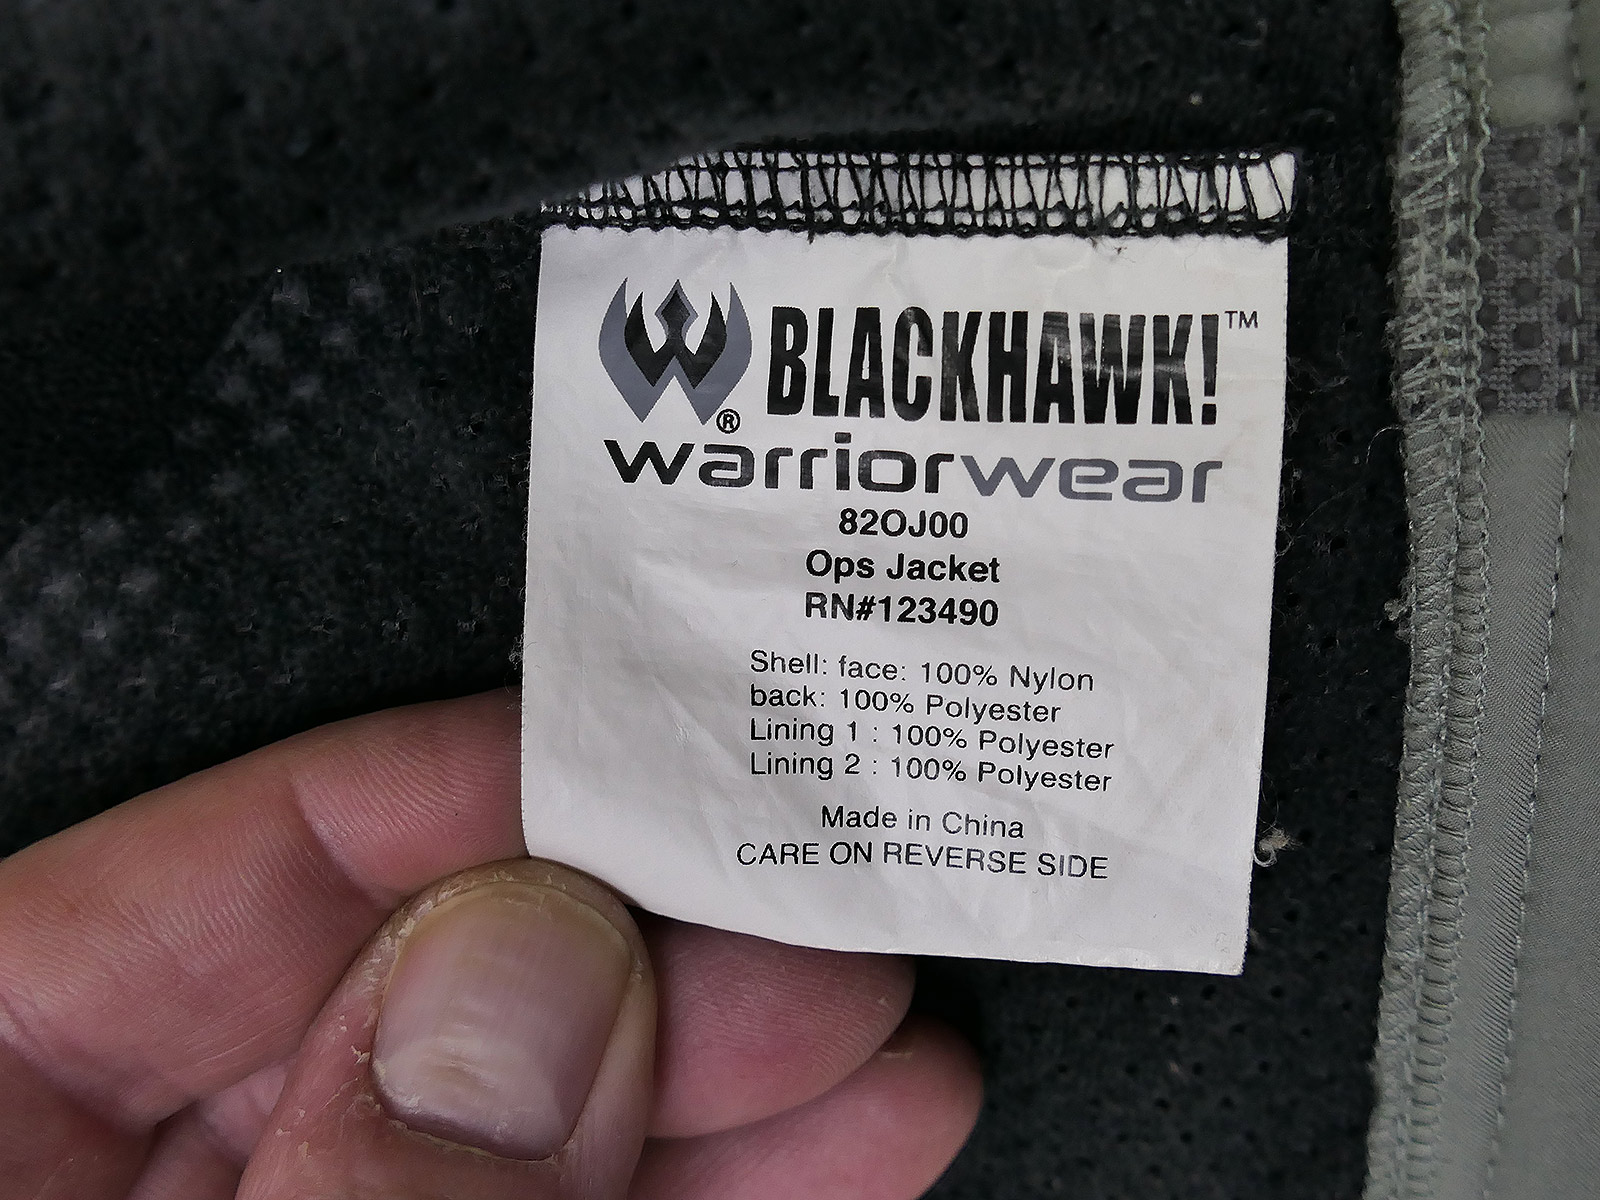 BLACKHAWK!™
®
warriorwear
82OJ00
Ops Jacket
RN#123490
Shell: face: 100% Nylon
back: 100% Polyester
Lining 1 : 100% Polyester
Lining 2 : 100% Polyester
Made in China
CARE ON REVERSE SIDE